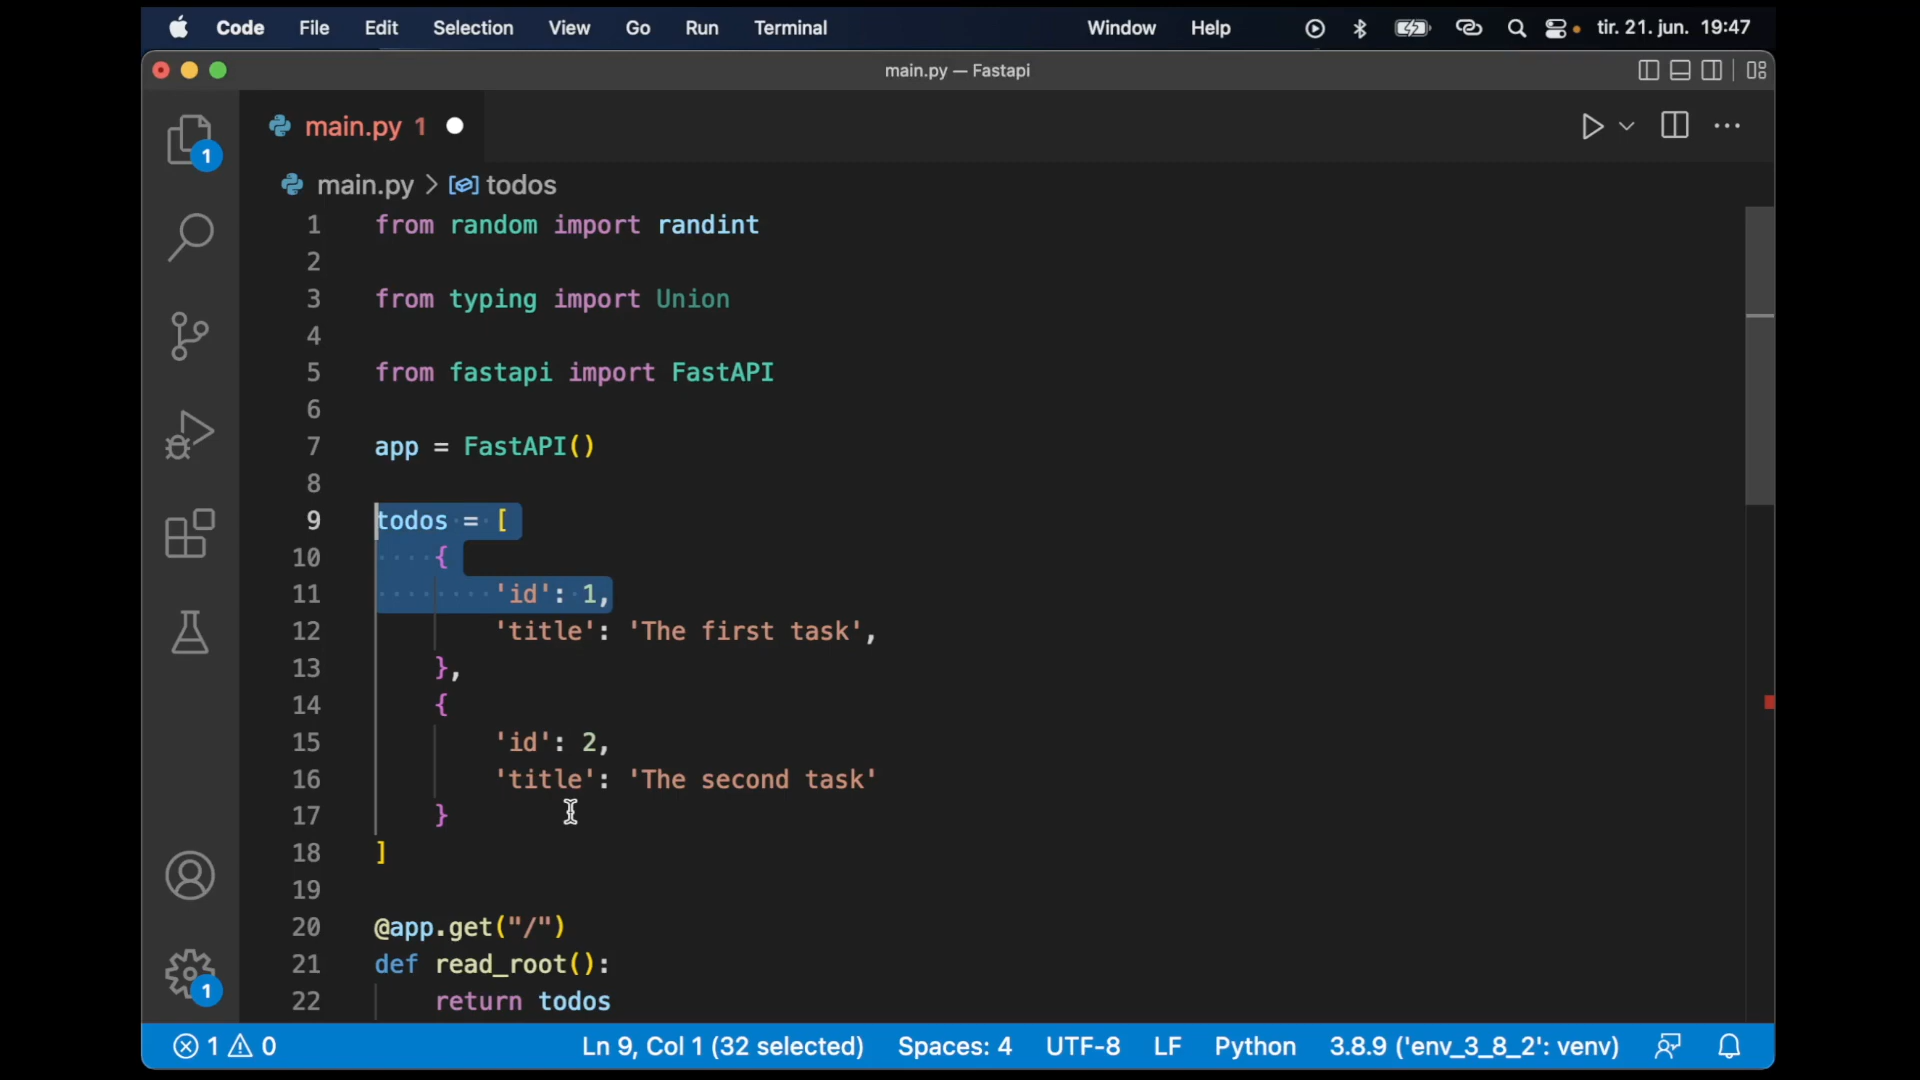 Code File Edit Selection View Go Run Terminal Window Help tir. 21. jun. 19:47
main.py — Fastapi
main.py 1
main.py > todos
1 from random import randint
2
3 from typing import Union
4
5 from fastapi import FastAPI
6
7 app = FastAPI()
8
9 todos = [
10 {
11 'id': 1,
12 'title': 'The first task',
13 },
14 {
15 'id': 2,
16 'title': 'The second task'
17 }
18 ]
19
20 @app.get("/")
21 def read_root():
22 return todos
1
1
1 0 Ln 9, Col 1 (32 selected) Spaces: 4 UTF-8 LF Python 3.8.9 ('env_3_8_2': venv)